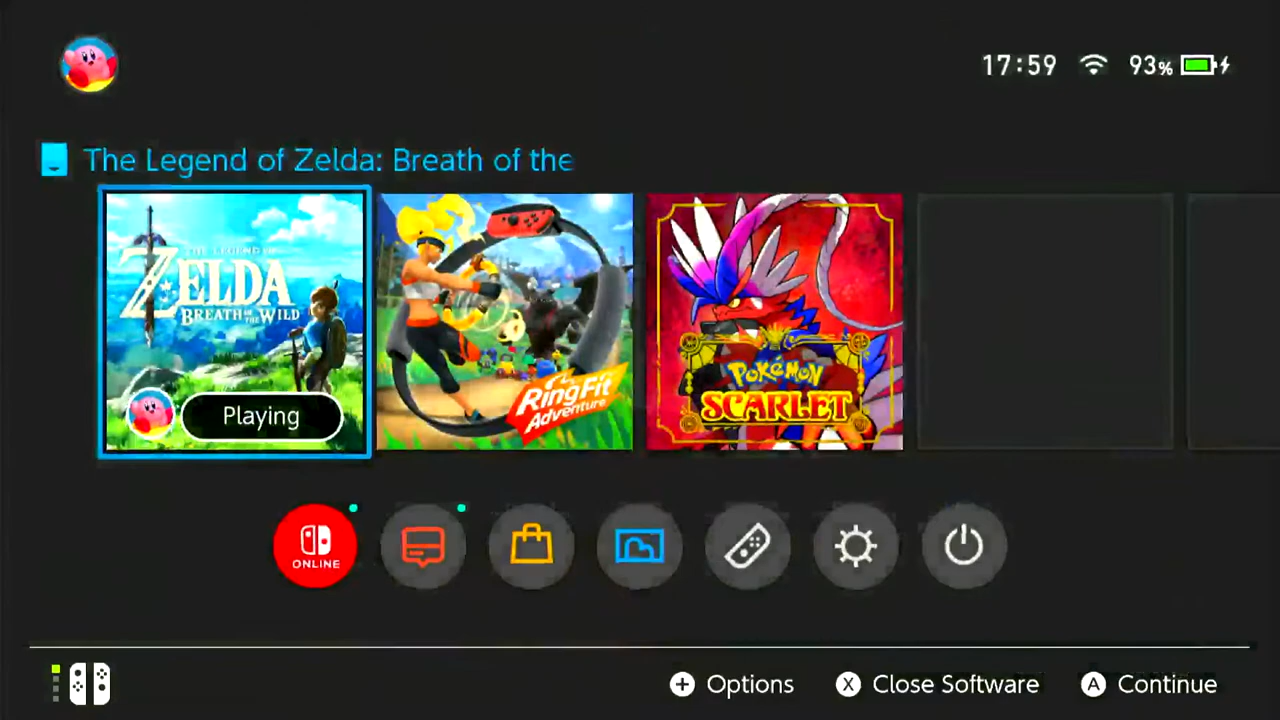 17:59 93%
The Legend of Zelda: Breath of the
THE LEGEND OF
ZELDA
BREATH OF THE WILD
Playing
RingFit
Adventure
POKéMON
SCARLET
ONLINE
+ Options X Close Software A Continue